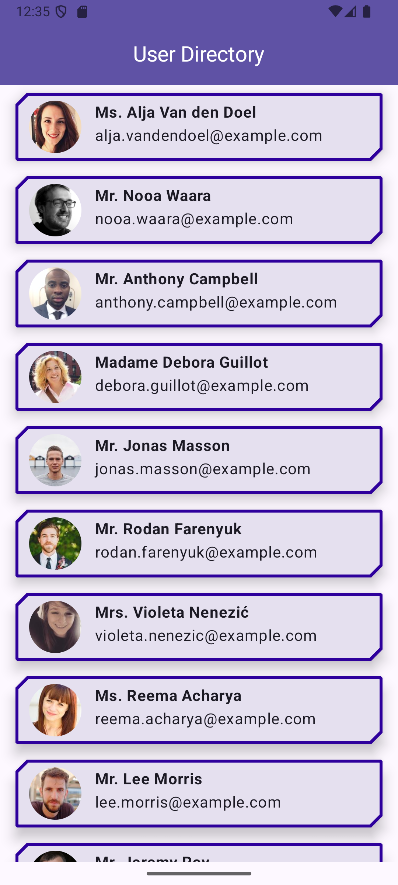 12:35
User Directory
Ms. Alja Van den Doel
alja.vandendoel@example.com
Mr. Nooa Waara
nooa.waara@example.com
Mr. Anthony Campbell
anthony.campbell@example.com
Madame Debora Guillot
debora.guillot@example.com
Mr. Jonas Masson
jonas.masson@example.com
Mr. Rodan Farenyuk
rodan.farenyuk@example.com
Mrs. Violeta Nenezić
violeta.nenezic@example.com
Ms. Reema Acharya
reema.acharya@example.com
Mr. Lee Morris
lee.morris@example.com
Mr. Jeremy